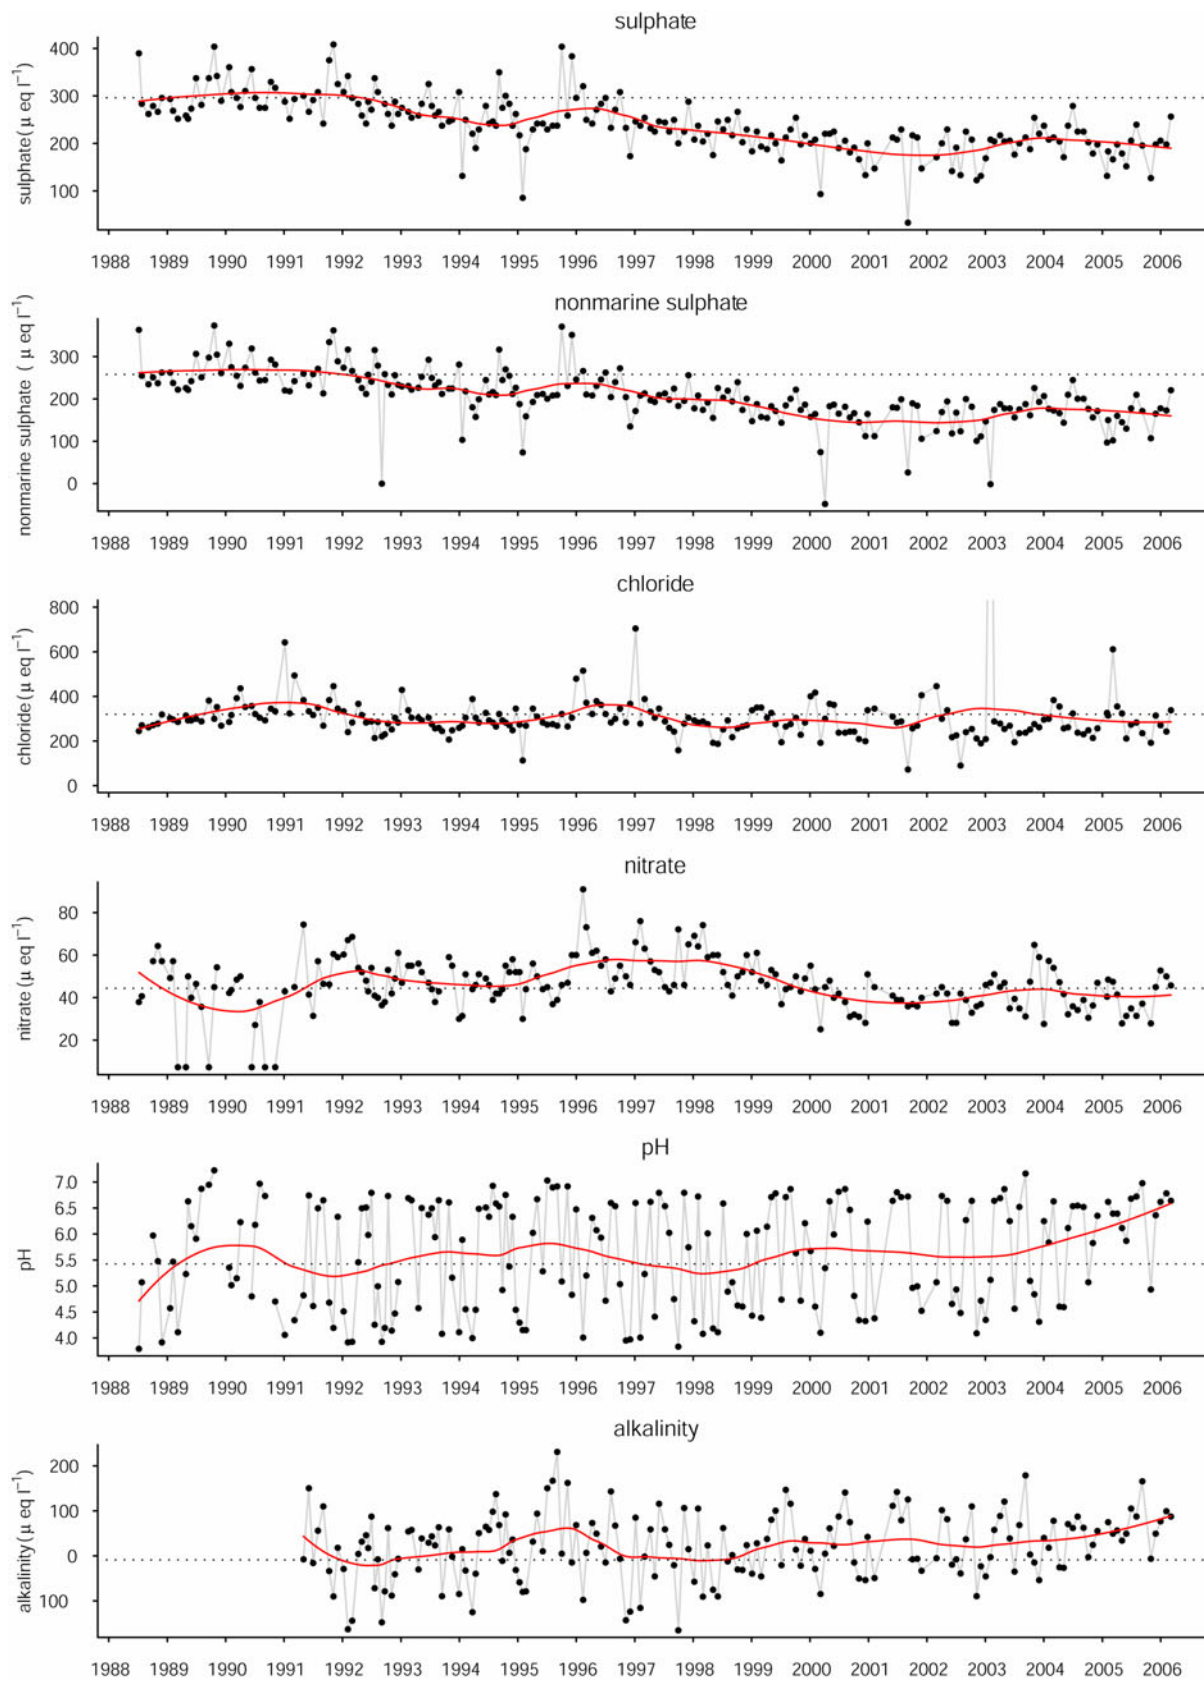 sulphate
sulphate (μ eq l⁻¹)
400
300
200
100
1988 1989 1990 1991 1992 1993 1994 1995 1996 1997 1998 1999 2000 2001 2002 2003 2004 2005 2006
nonmarine sulphate
nonmarine sulphate ( μ eq l⁻¹)
300
200
100
0
1988 1989 1990 1991 1992 1993 1994 1995 1996 1997 1998 1999 2000 2001 2002 2003 2004 2005 2006
chloride
chloride (μ eq l⁻¹)
800
600
400
200
0
1988 1989 1990 1991 1992 1993 1994 1995 1996 1997 1998 1999 2000 2001 2002 2003 2004 2005 2006
nitrate
nitrate (μ eq l⁻¹)
80
60
40
20
1988 1989 1990 1991 1992 1993 1994 1995 1996 1997 1998 1999 2000 2001 2002 2003 2004 2005 2006
pH
pH
7.0
6.5
6.0
5.5
5.0
4.5
4.0
1988 1989 1990 1991 1992 1993 1994 1995 1996 1997 1998 1999 2000 2001 2002 2003 2004 2005 2006
alkalinity
alkalinity (μ eq l⁻¹)
200
100
0
100
1988 1989 1990 1991 1992 1993 1994 1995 1996 1997 1998 1999 2000 2001 2002 2003 2004 2005 2006